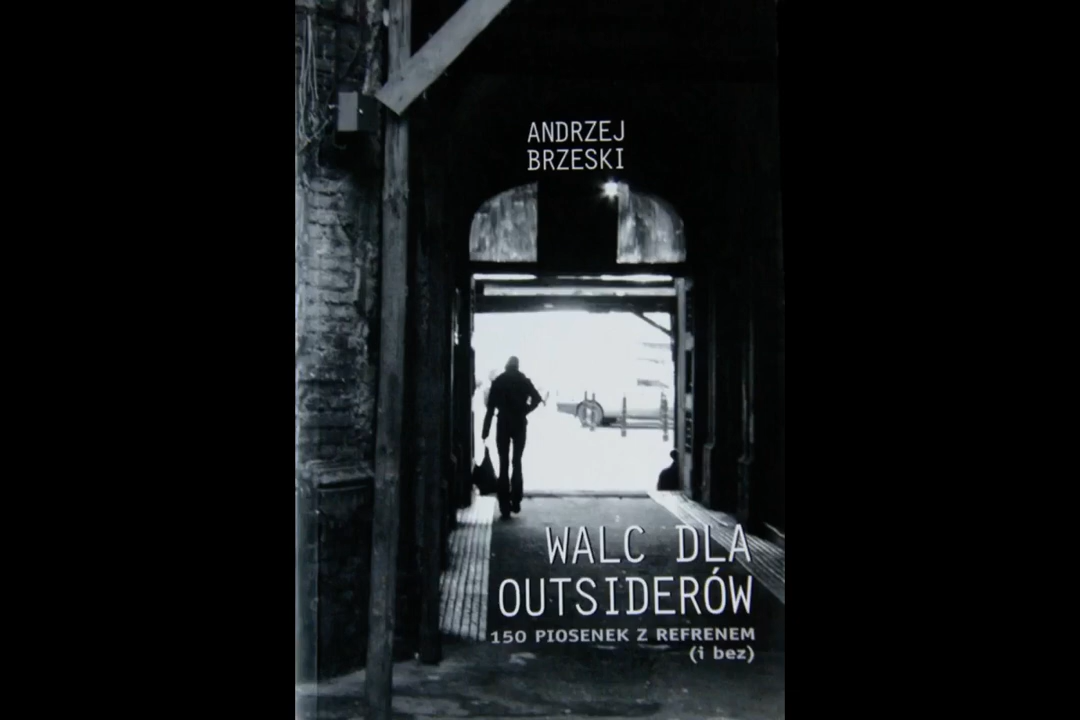 ANDRZEJ
BRZESKI
WALC DLA
OUTSIDERÓW
150 PIOSENEK Z REFRENEM
(i bez)